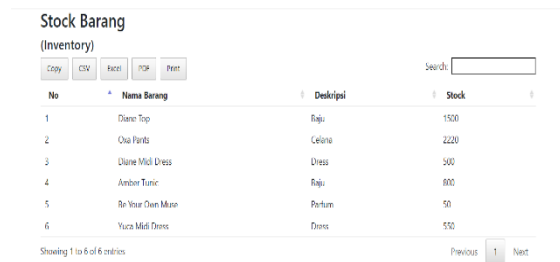 Stock Barang
(Inventory)
Copy CSV Excel PDF Print Search:
No Nama Barang Deskripsi Stock
1 Diane Top Baju 1500
2 Oxa Pants Celana 2220
3 Diane Midi Dress Dress 500
4 Amber Tunic Baju 800
5 Be Your Own Muse Parfum 50
6 Yuca Midi Dress Dress 550
Showing 1 to 6 of 6 entries Previous 1 Next